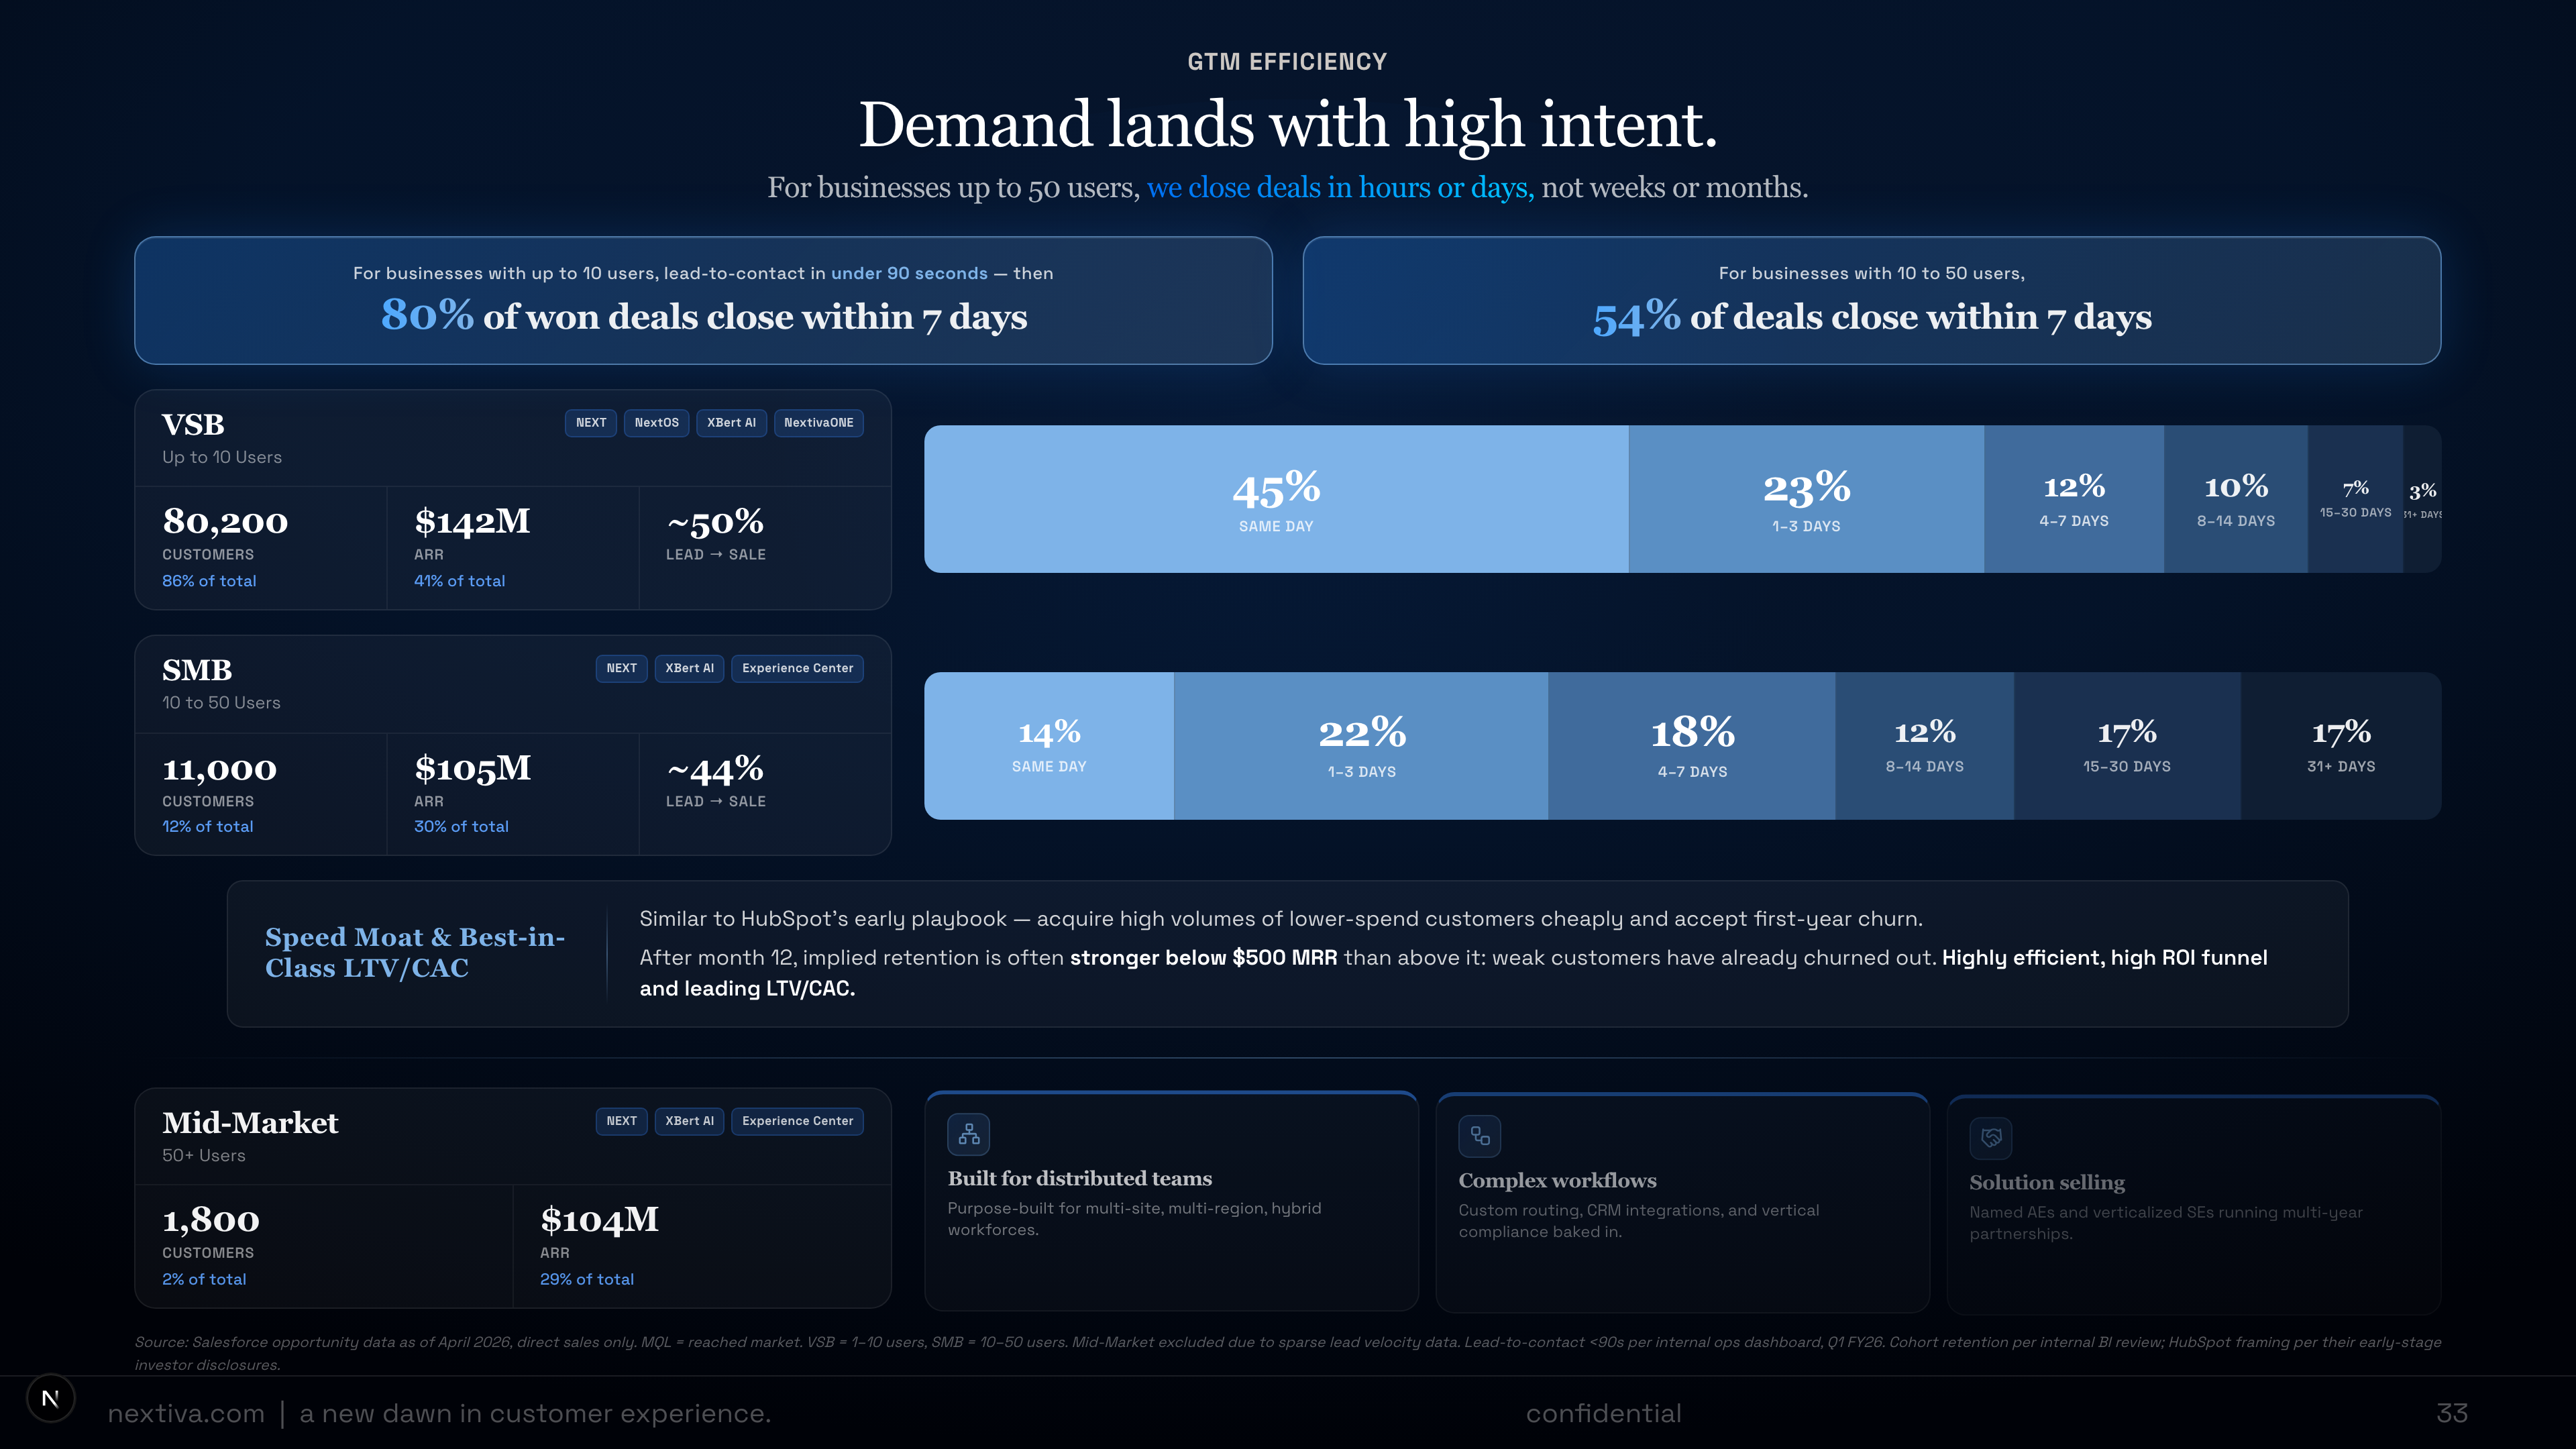 GTM EFFICIENCY
Demand lands with high intent.
For businesses up to 50 users, we close deals in hours or days, not weeks or months.
For businesses with up to 10 users, lead-to-contact in under 90 seconds — then
80% of won deals close within 7 days
For businesses with 10 to 50 users,
54% of deals close within 7 days
VSB
Up to 10 Users
NEXT
NextOS
XBert AI
NextivaONE
80,200
CUSTOMERS
86% of total
$142M
ARR
41% of total
~50%
LEAD → SALE
45%
SAME DAY
23%
1–3 DAYS
12%
4–7 DAYS
10%
8–14 DAYS
7%
15–30 DAYS
3%
31+ DAYS
SMB
10 to 50 Users
NEXT
XBert AI
Experience Center
11,000
CUSTOMERS
12% of total
$105M
ARR
30% of total
~44%
LEAD → SALE
14%
SAME DAY
22%
1–3 DAYS
18%
4–7 DAYS
12%
8–14 DAYS
17%
15–30 DAYS
17%
31+ DAYS
Speed Moat & Best-in-
Class LTV/CAC
Similar to HubSpot's early playbook — acquire high volumes of lower-spend customers cheaply and accept first-year churn.
After month 12, implied retention is often stronger below $500 MRR than above it: weak customers have already churned out. Highly efficient, high ROI funnel
and leading LTV/CAC.
Mid-Market
50+ Users
NEXT
XBert AI
Experience Center
1,800
CUSTOMERS
2% of total
$104M
ARR
29% of total
Built for distributed teams
Purpose-built for multi-site, multi-region, hybrid
workforces.
Complex workflows
Custom routing, CRM integrations, and vertical
compliance baked in.
Solution selling
Named AEs and verticalized SEs running multi-year
partnerships.
Source: Salesforce opportunity data as of April 2026, direct sales only. MQL = reached market. VSB = 1–10 users, SMB = 10–50 users. Mid-Market excluded due to sparse lead velocity data. Lead-to-contact <90s per internal ops dashboard, Q1 FY26. Cohort retention per internal BI review; HubSpot framing per their early-stage
investor disclosures.
N
nextiva.com | a new dawn in customer experience.
confidential
33